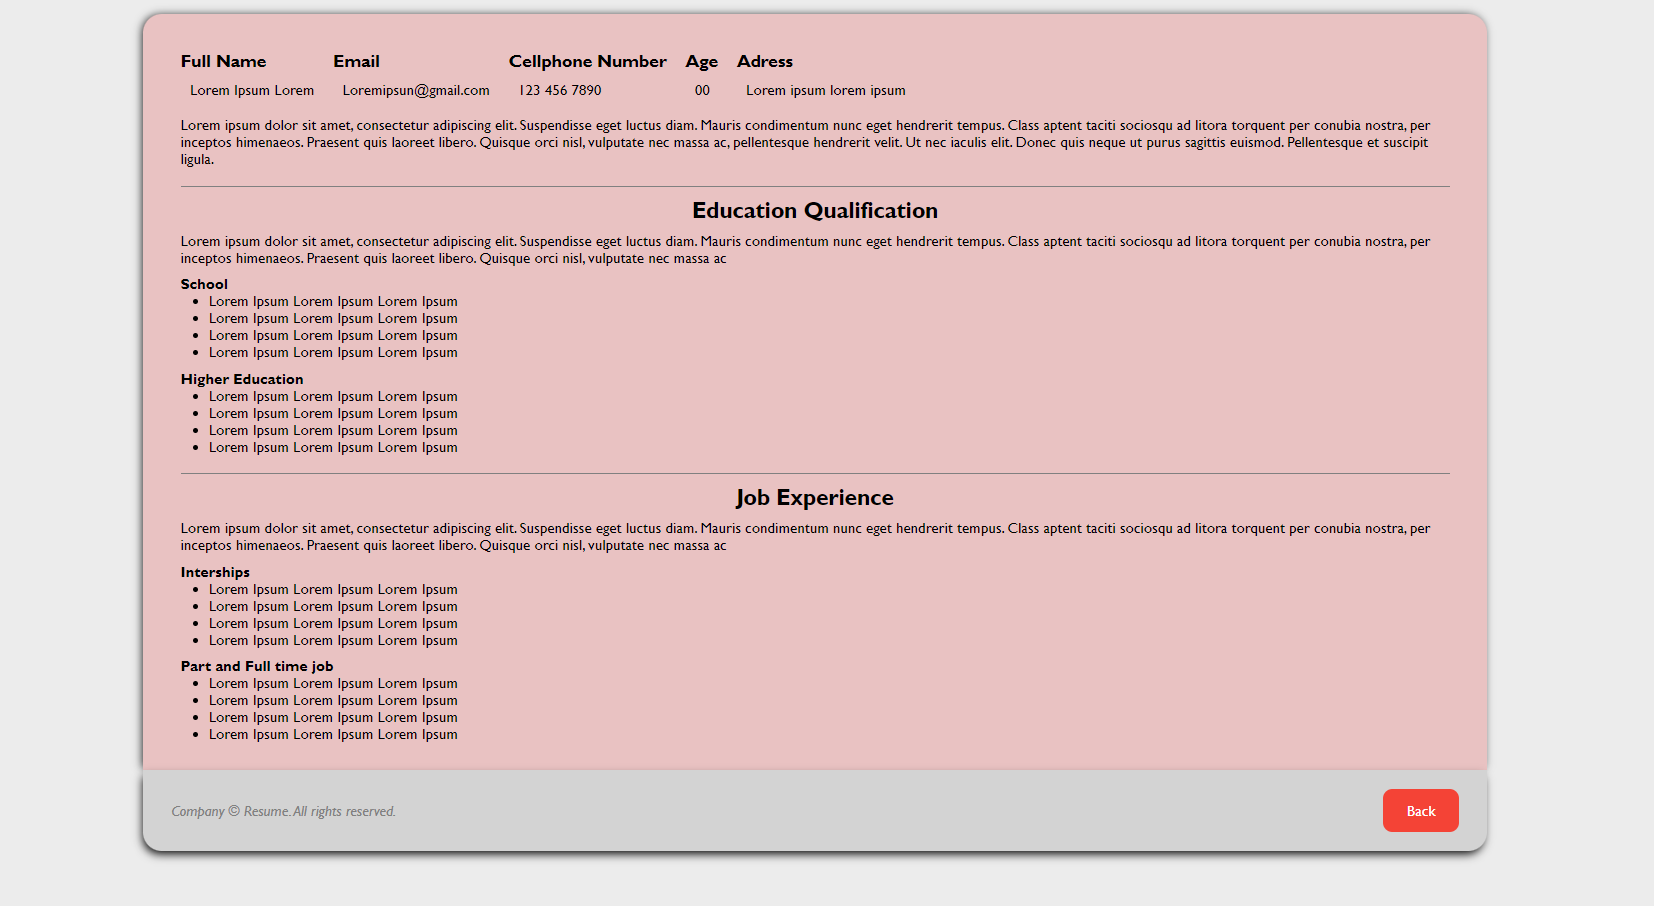 Full Name Email Cellphone Number Age Adress
Lorem Ipsum Lorem Loremipsun@gmail.com 123 456 7890 00 Lorem ipsum lorem ipsum
Lorem ipsum dolor sit amet, consectetur adipiscing elit. Suspendisse eget luctus diam. Mauris condimentum nunc eget hendrerit tempus. Class aptent taciti sociosqu ad litora torquent per conubia nostra, per
inceptos himenaeos. Praesent quis laoreet libero. Quisque orci nisl, vulputate nec massa ac, pellentesque hendrerit velit. Ut nec iaculis elit. Donec quis neque ut purus sagittis euismod. Pellentesque et suscipit
ligula.
Education Qualification
Lorem ipsum dolor sit amet, consectetur adipiscing elit. Suspendisse eget luctus diam. Mauris condimentum nunc eget hendrerit tempus. Class aptent taciti sociosqu ad litora torquent per conubia nostra, per
inceptos himenaeos. Praesent quis laoreet libero. Quisque orci nisl, vulputate nec massa ac
School
• Lorem Ipsum Lorem Ipsum Lorem Ipsum
• Lorem Ipsum Lorem Ipsum Lorem Ipsum
• Lorem Ipsum Lorem Ipsum Lorem Ipsum
• Lorem Ipsum Lorem Ipsum Lorem Ipsum
Higher Education
• Lorem Ipsum Lorem Ipsum Lorem Ipsum
• Lorem Ipsum Lorem Ipsum Lorem Ipsum
• Lorem Ipsum Lorem Ipsum Lorem Ipsum
• Lorem Ipsum Lorem Ipsum Lorem Ipsum
Job Experience
Lorem ipsum dolor sit amet, consectetur adipiscing elit. Suspendisse eget luctus diam. Mauris condimentum nunc eget hendrerit tempus. Class aptent taciti sociosqu ad litora torquent per conubia nostra, per
inceptos himenaeos. Praesent quis laoreet libero. Quisque orci nisl, vulputate nec massa ac
Interships
• Lorem Ipsum Lorem Ipsum Lorem Ipsum
• Lorem Ipsum Lorem Ipsum Lorem Ipsum
• Lorem Ipsum Lorem Ipsum Lorem Ipsum
• Lorem Ipsum Lorem Ipsum Lorem Ipsum
Part and Full time job
• Lorem Ipsum Lorem Ipsum Lorem Ipsum
• Lorem Ipsum Lorem Ipsum Lorem Ipsum
• Lorem Ipsum Lorem Ipsum Lorem Ipsum
• Lorem Ipsum Lorem Ipsum Lorem Ipsum
Company © Resume. All rights reserved. Back